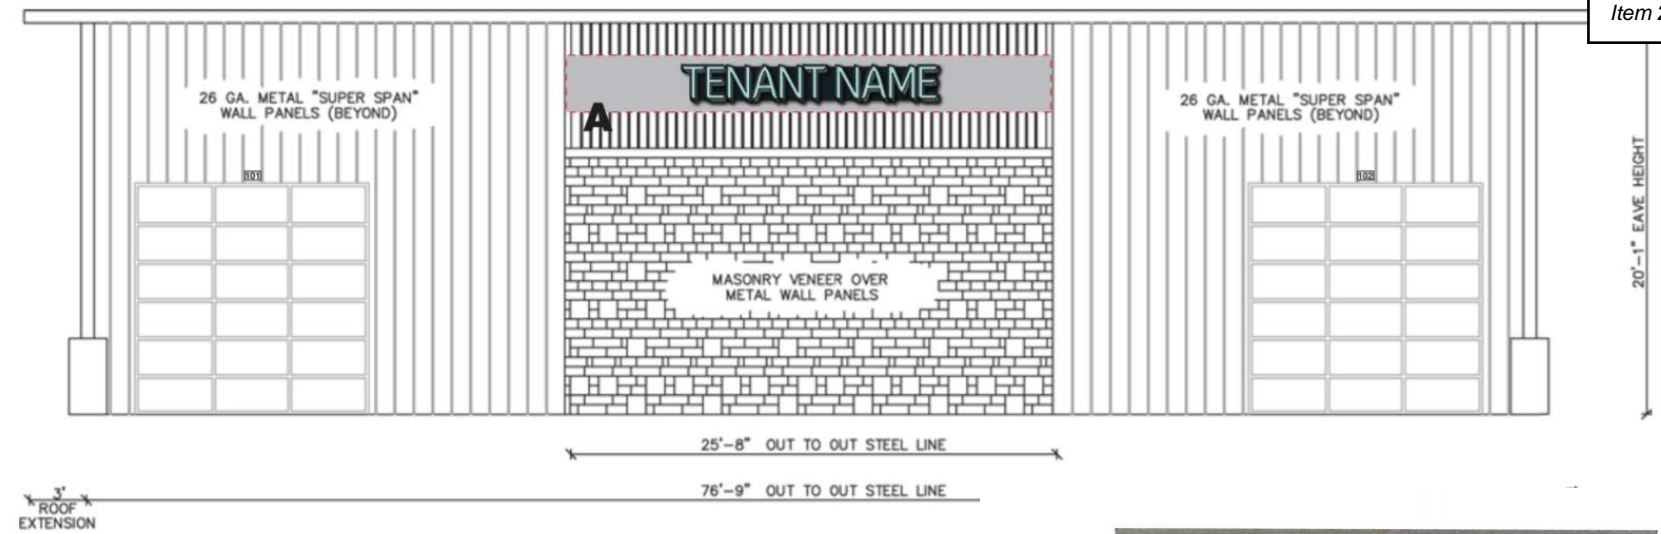 Item 2
TENANT NAME
A
26 GA. METAL "SUPER SPAN"
WALL PANELS (BEYOND)
26 GA. METAL "SUPER SPAN"
WALL PANELS (BEYOND)
101
102
20'-1" EAVE HEIGHT
MASONRY VENEER OVER
METAL WALL PANELS
25'-8" OUT TO OUT STEEL LINE
76'-9" OUT TO OUT STEEL LINE
3'
ROOF
EXTENSION